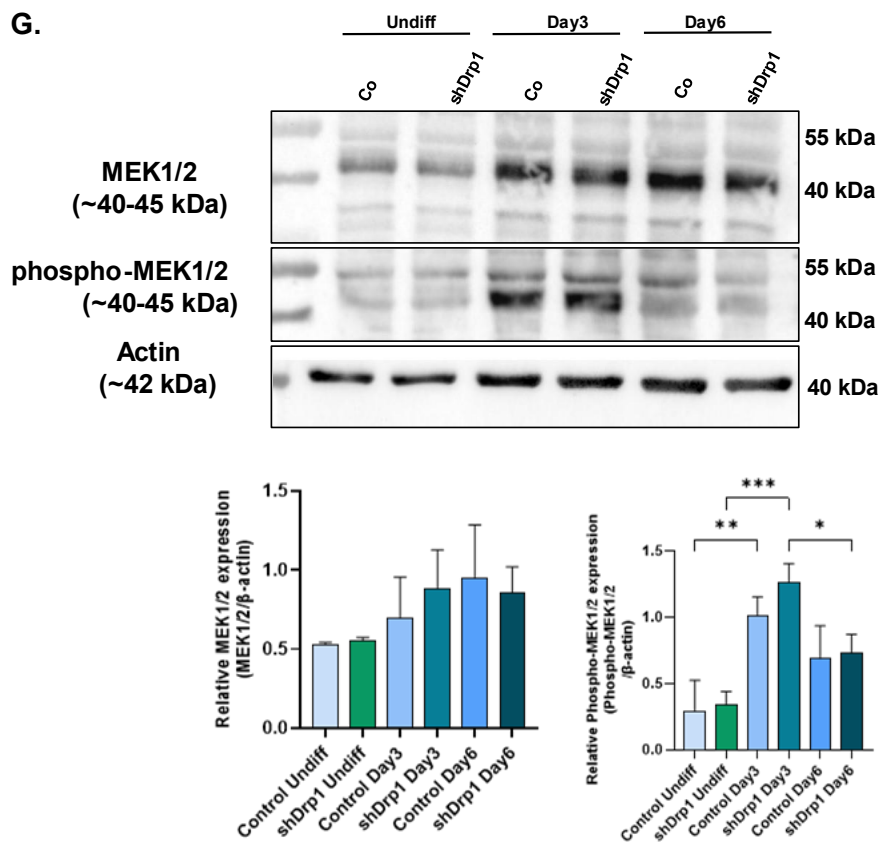 G.
Undiff Day3 Day6
Co shDrp1 Co shDrp1 Co shDrp1
MEK1/2
(~40-45 kDa)
55 kDa
40 kDa
phospho-MEK1/2
(~40-45 kDa)
55 kDa
40 kDa
Actin
(~42 kDa)
40 kDa
Relative MEK1/2 expression
(MEK1/2/β-actin)
1.5
1.0
0.5
0.0
Control Undiff
shDrp1 Undiff
Control Day3
shDrp1 Day3
Control Day6
shDrp1 Day6
Relative Phospho-MEK1/2 expression
(Phospho-MEK1/2
/β-actin)
***
** *
1.5
1.0
0.5
0.0
Control Undiff
shDrp1 Undiff
Control Day3
shDrp1 Day3
Control Day6
shDrp1 Day6